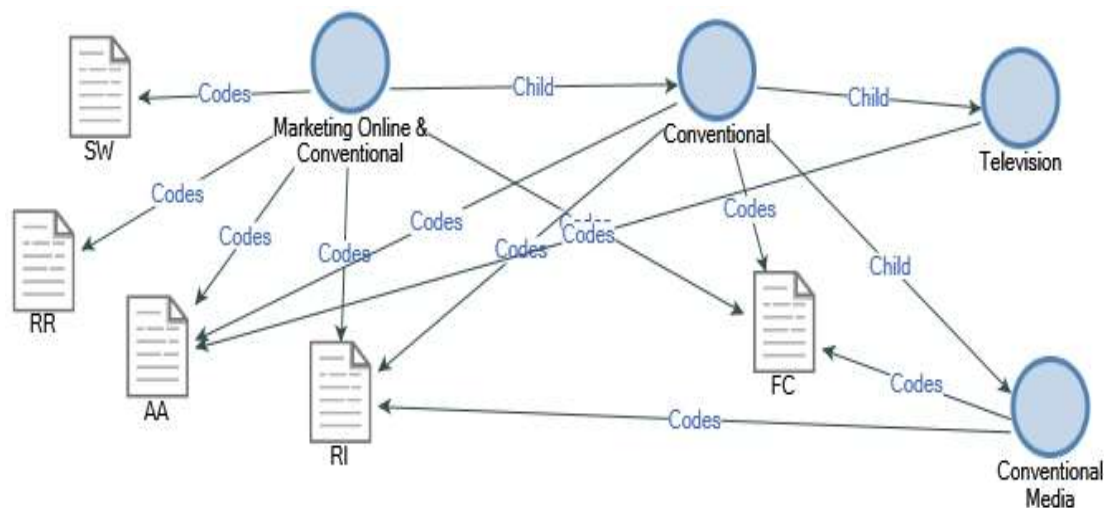 Codes
Child
Child
SW
Marketing Online &
Conventional
Conventional
Television
Codes
Codes
Codes
Codes
Codes
Codes
Codes
Codes
Child
RR
AA
RI
FC
Codes
Codes
Conventional
Media